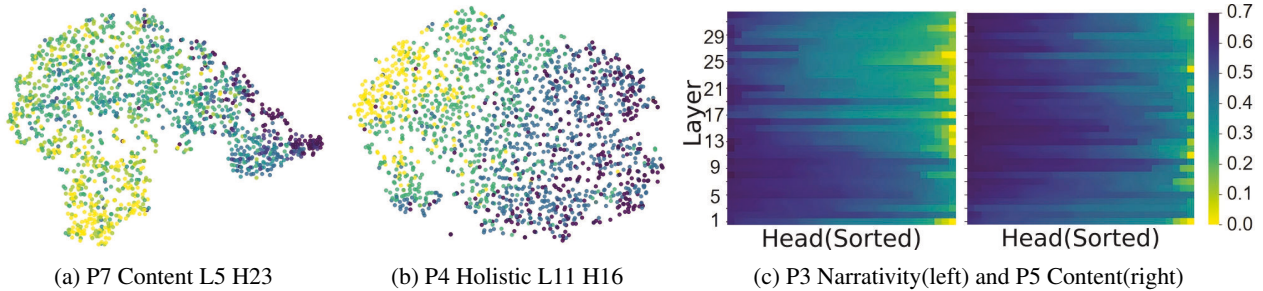 29
25
21
17
13
9
5
1
Layer
Head(Sorted)
Head(Sorted)
0.7
0.6
0.5
0.4
0.3
0.2
0.1
0.0
(a) P7 Content L5 H23
(b) P4 Holistic L11 H16
(c) P3 Narrativity(left) and P5 Content(right)